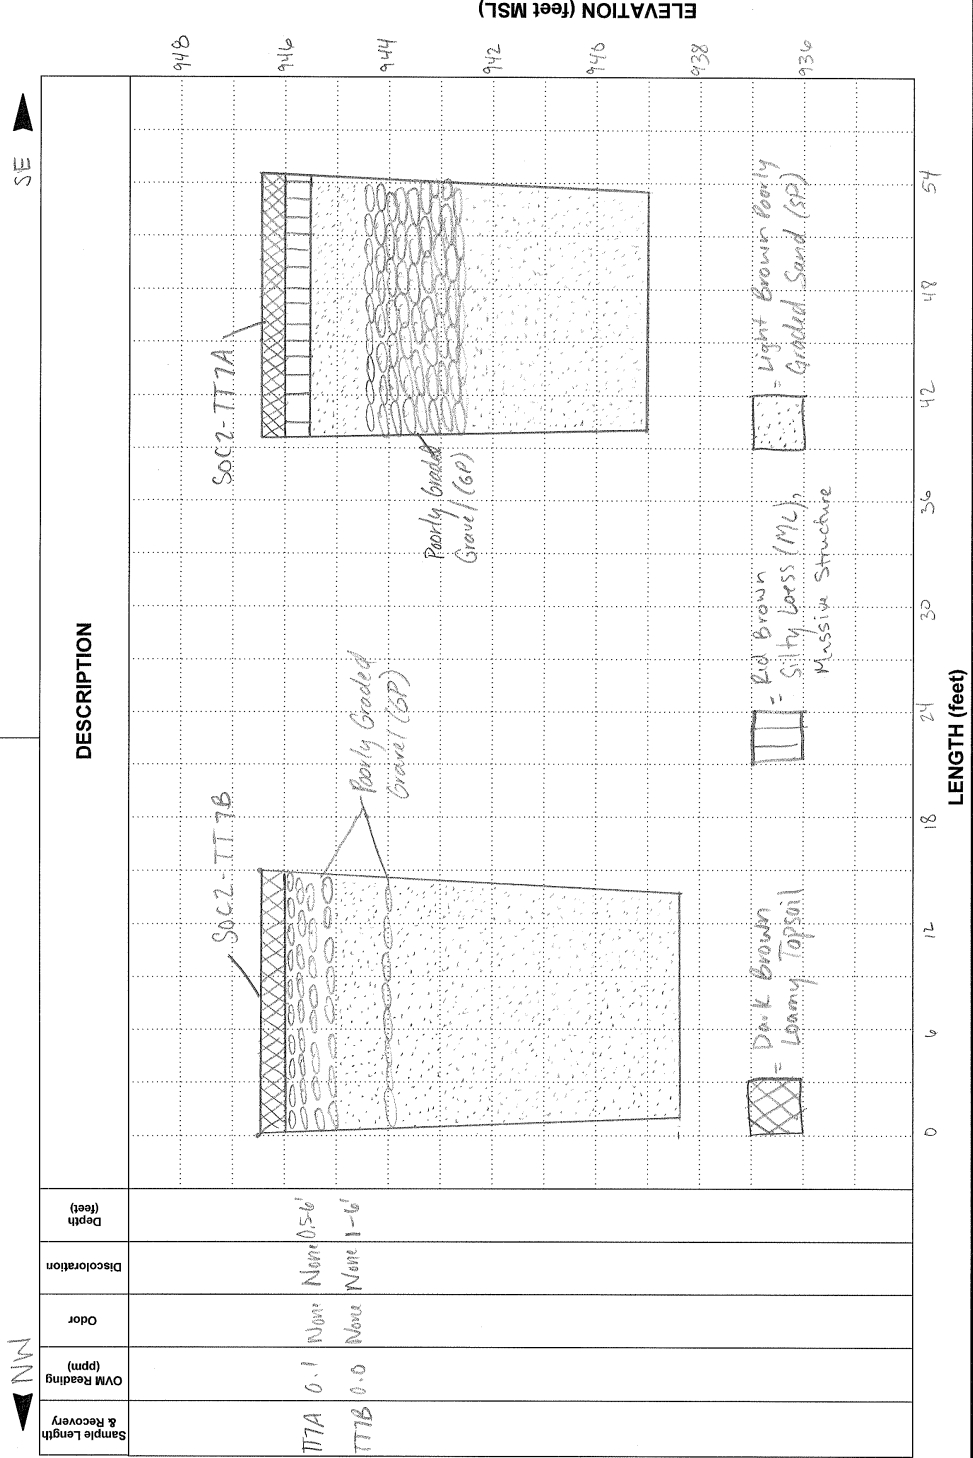 NW
SE
Sample Length
& Recovery
OVM Reading
(ppm)
Odor
Discoloration
Depth
(feet)
DESCRIPTION
TT7A 0.1 None None 0.5-6'
TT7B 0.0 None None 1-6'
SOC2-TT7B
SOC2-TT7A
Poorly Graded
Gravel (GP)
Poorly Graded
Gravel (GP)
= Dark Brown
Loamy Topsoil
= Red Brown
Silty Loess (ML),
Massive Structure
= Light Brown Poorly
Graded Sand (SP)
948
946
944
942
940
938
936
ELEVATION (feet MSL)
0 6 12 18 24 30 36 42 48 54
LENGTH (feet)